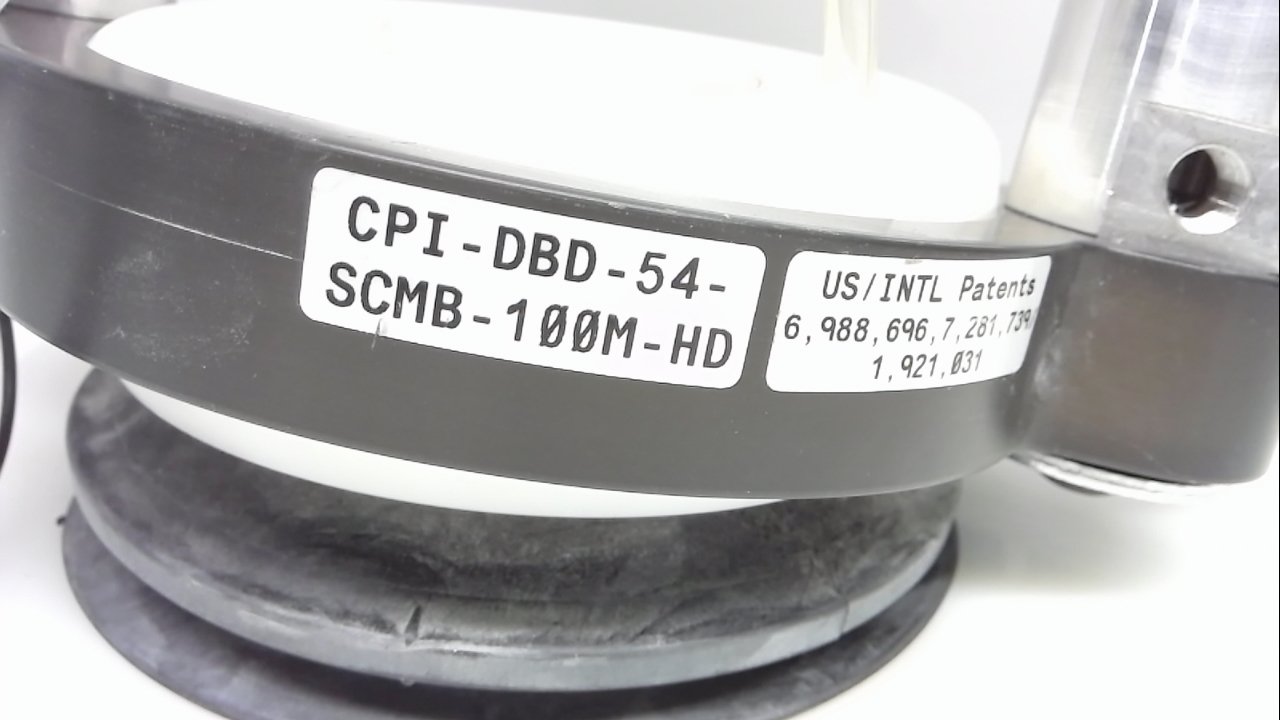 CPI-DBD-54-
SCMB-100M-HD
US/INTL Patents
6,988,696,7,281,739
1,921,031